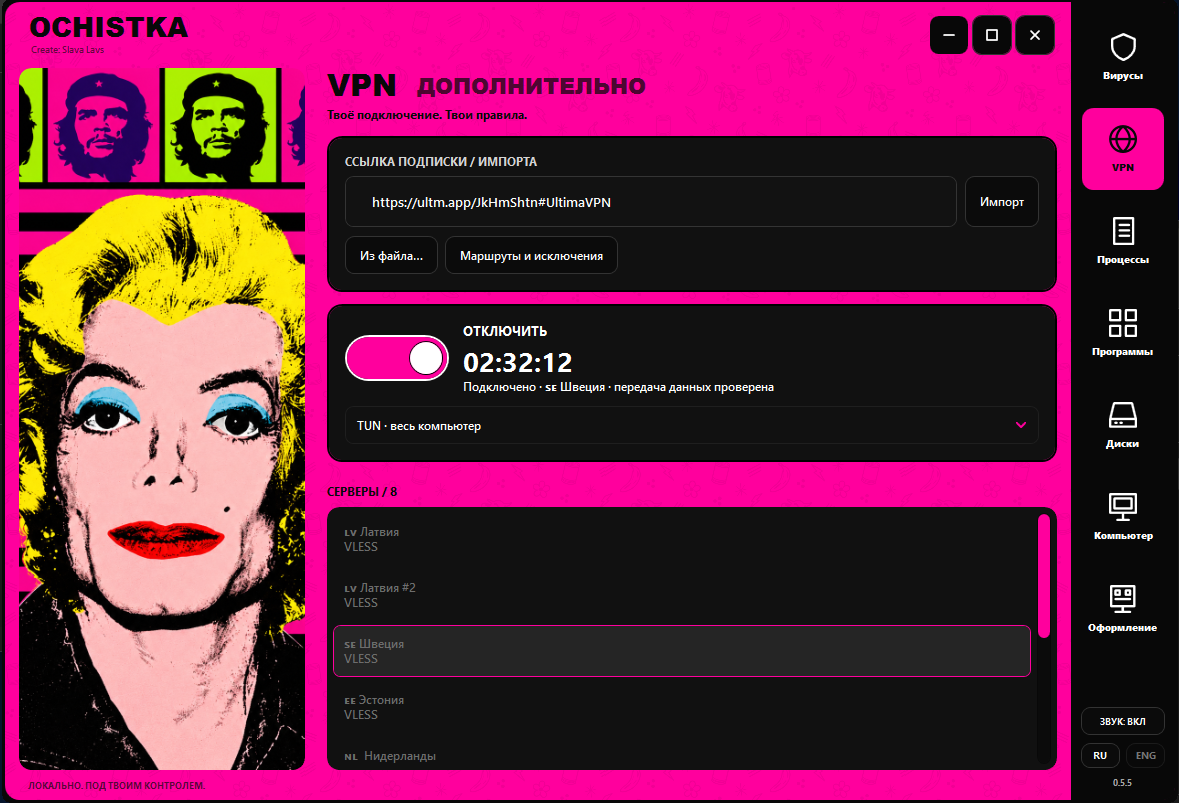 OCHISTKA
Create: Slava Lavs
VPN ДОПОЛНИТЕЛЬНО
Твоё подключение. Твои правила.
ССЫЛКА ПОДПИСКИ / ИМПОРТА
https://ultm.app/JkHmShtn#UltimaVPN
Импорт
Из файла...
Маршруты и исключения
ОТКЛЮЧИТЬ
02:32:12
Подключено · SE Швеция · передача данных проверена
TUN · весь компьютер
СЕРВЕРЫ / 8
LV Латвия
VLESS
LV Латвия #2
VLESS
SE Швеция
VLESS
EE Эстония
VLESS
NL Нидерланды
ЛОКАЛЬНО. ПОД ТВОИМ КОНТРОЛЕМ.
Вирусы
VPN
Процессы
Программы
Диски
Компьютер
Оформление
ЗВУК: ВКЛ
RU ENG
0.5.5